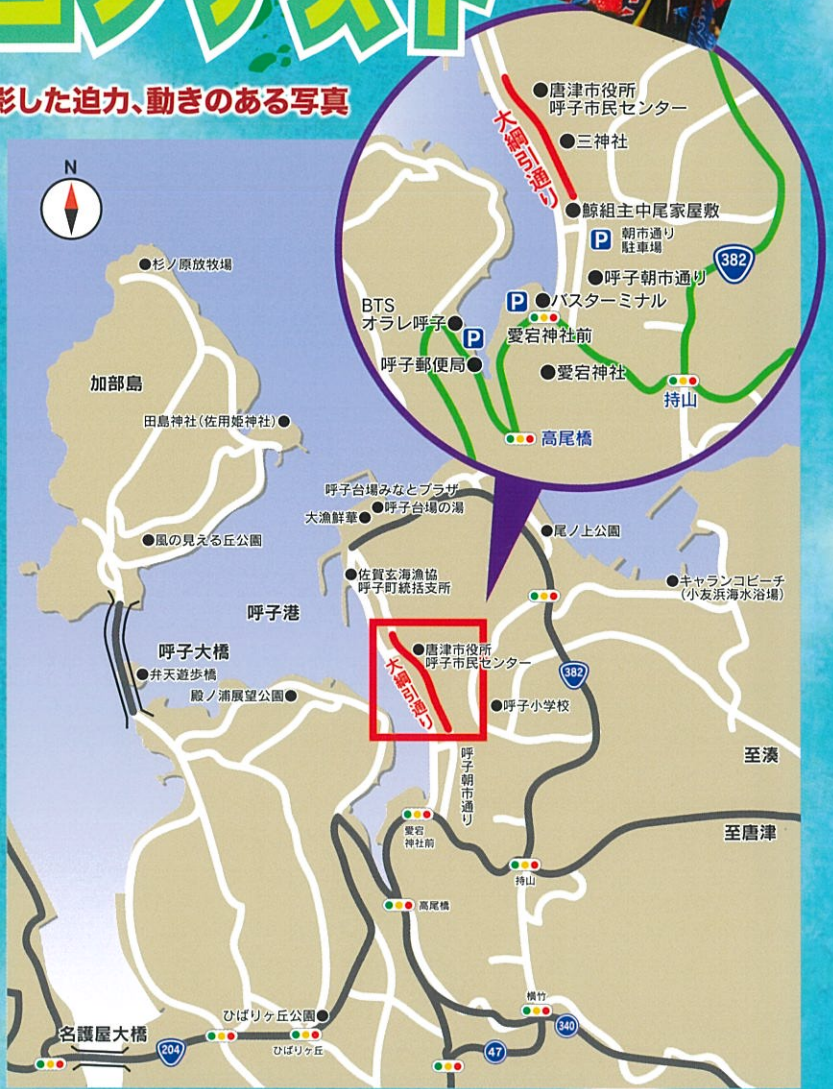 コンテスト
影した迫力、動きのある写真
N
唐津市役所
呼子市民センター
大綱引通り
三神社
鯨組主中尾家屋敷
P 朝市通り
駐車場
382
呼子朝市通り
P バスターミナル
愛宕神社前
BTS
オラレ呼子
P
呼子郵便局
愛宕神社
持山
高尾橋
杉ノ原放牧場
加部島
田島神社(佐用姫神社)
風の見える丘公園
呼子台場みなとプラザ
呼子台場の湯
大漁鮮華
尾ノ上公園
佐賀玄海漁協
呼子町統括支所
キャランコビーチ
(小友浜海水浴場)
呼子港
呼子大橋
弁天遊歩橋
殿ノ浦展望公園
唐津市役所
呼子市民センター
大綱引通り
382
呼子小学校
呼子朝市通り
至湊
至唐津
愛宕
神社前
持山
高尾橋
横竹
340
ひばりヶ丘公園
ひばりヶ丘
名護屋大橋
204
47